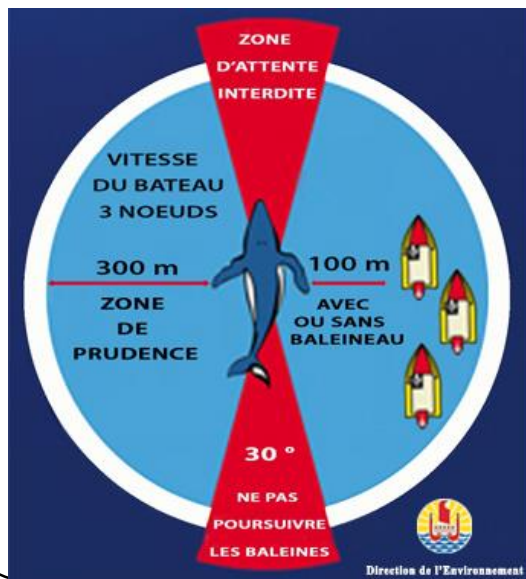 ZONE
D'ATTENTE
INTERDITE
VITESSE
DU BATEAU
3 NOEUDS
300 m
ZONE
DE
PRUDENCE
100 m
AVEC
OU SANS
BALEINEAU
30 °
NE PAS
POURSUIVRE
LES BALEINES
Direction de l'Environnement